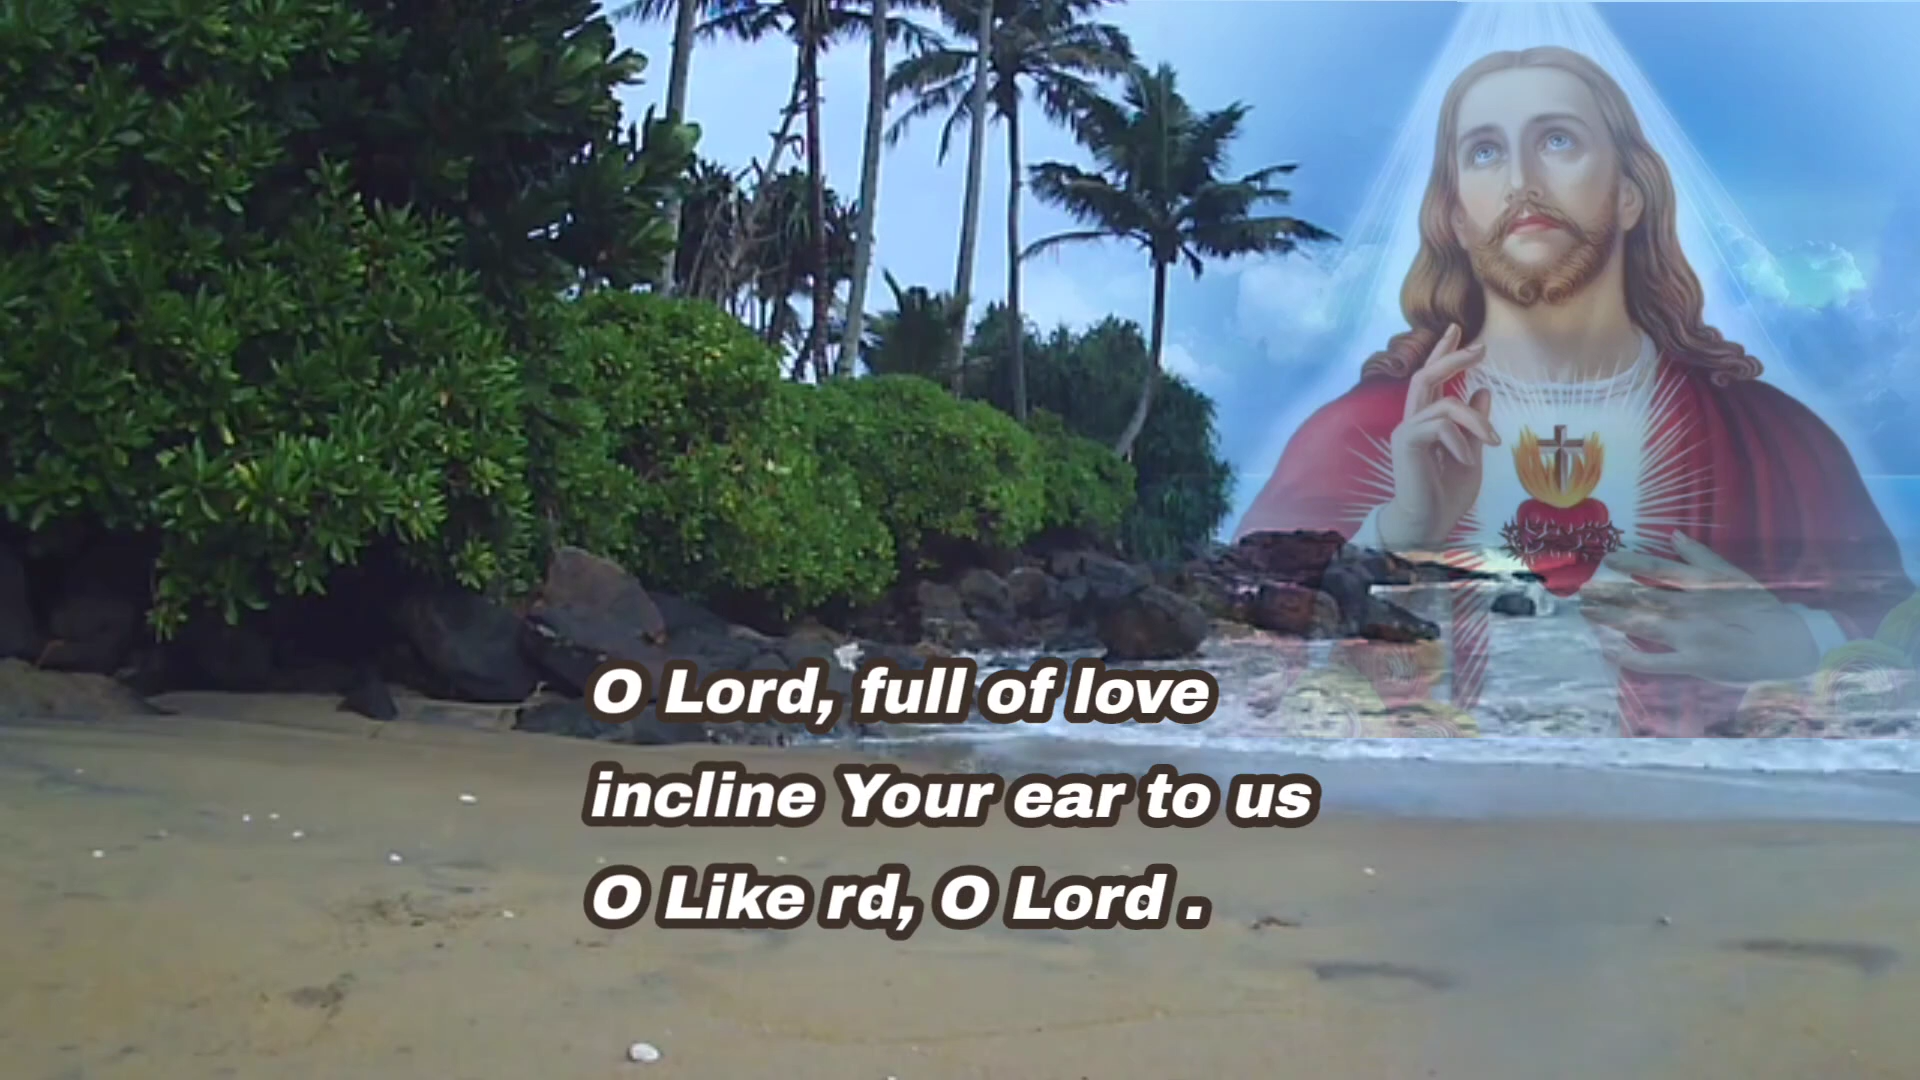 O Lord, full of love
incline Your ear to us
O Like rd, O Lord .